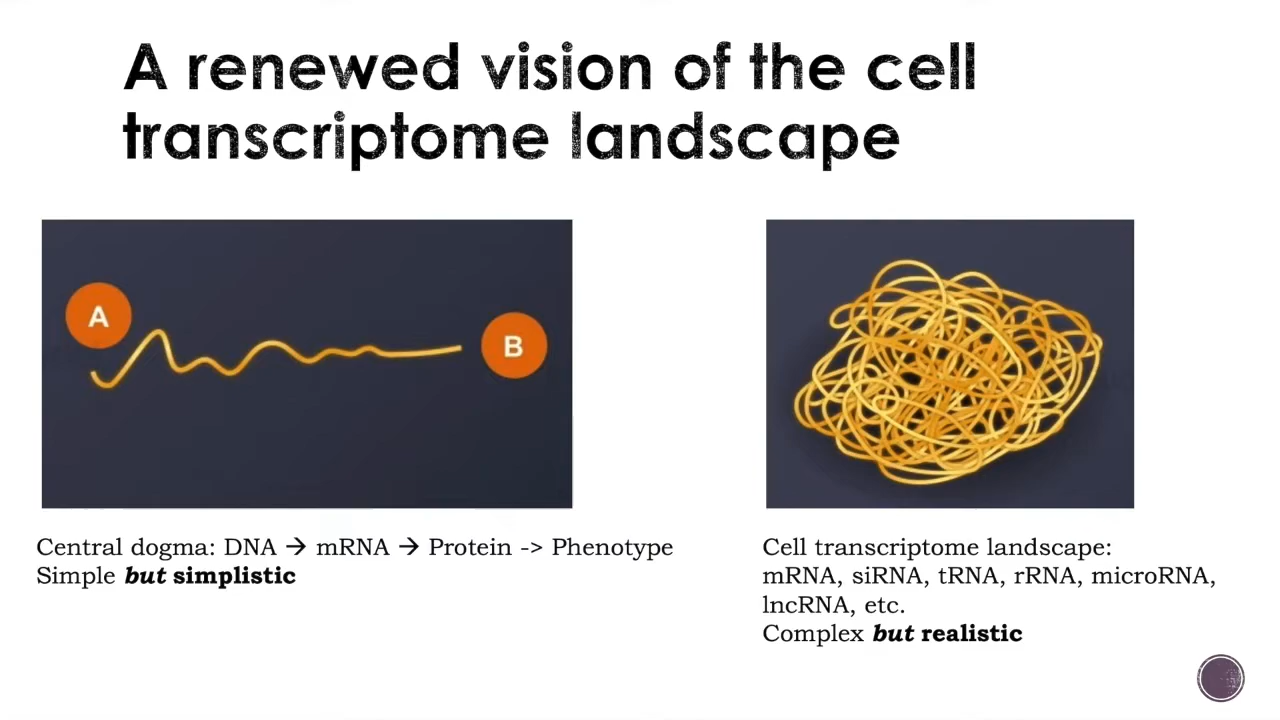 A renewed vision of the cell
transcriptome landscape
A
B
Central dogma: DNA → mRNA → Protein -> Phenotype
Simple but simplistic
Cell transcriptome landscape:
mRNA, siRNA, tRNA, rRNA, microRNA,
lncRNA, etc.
Complex but realistic